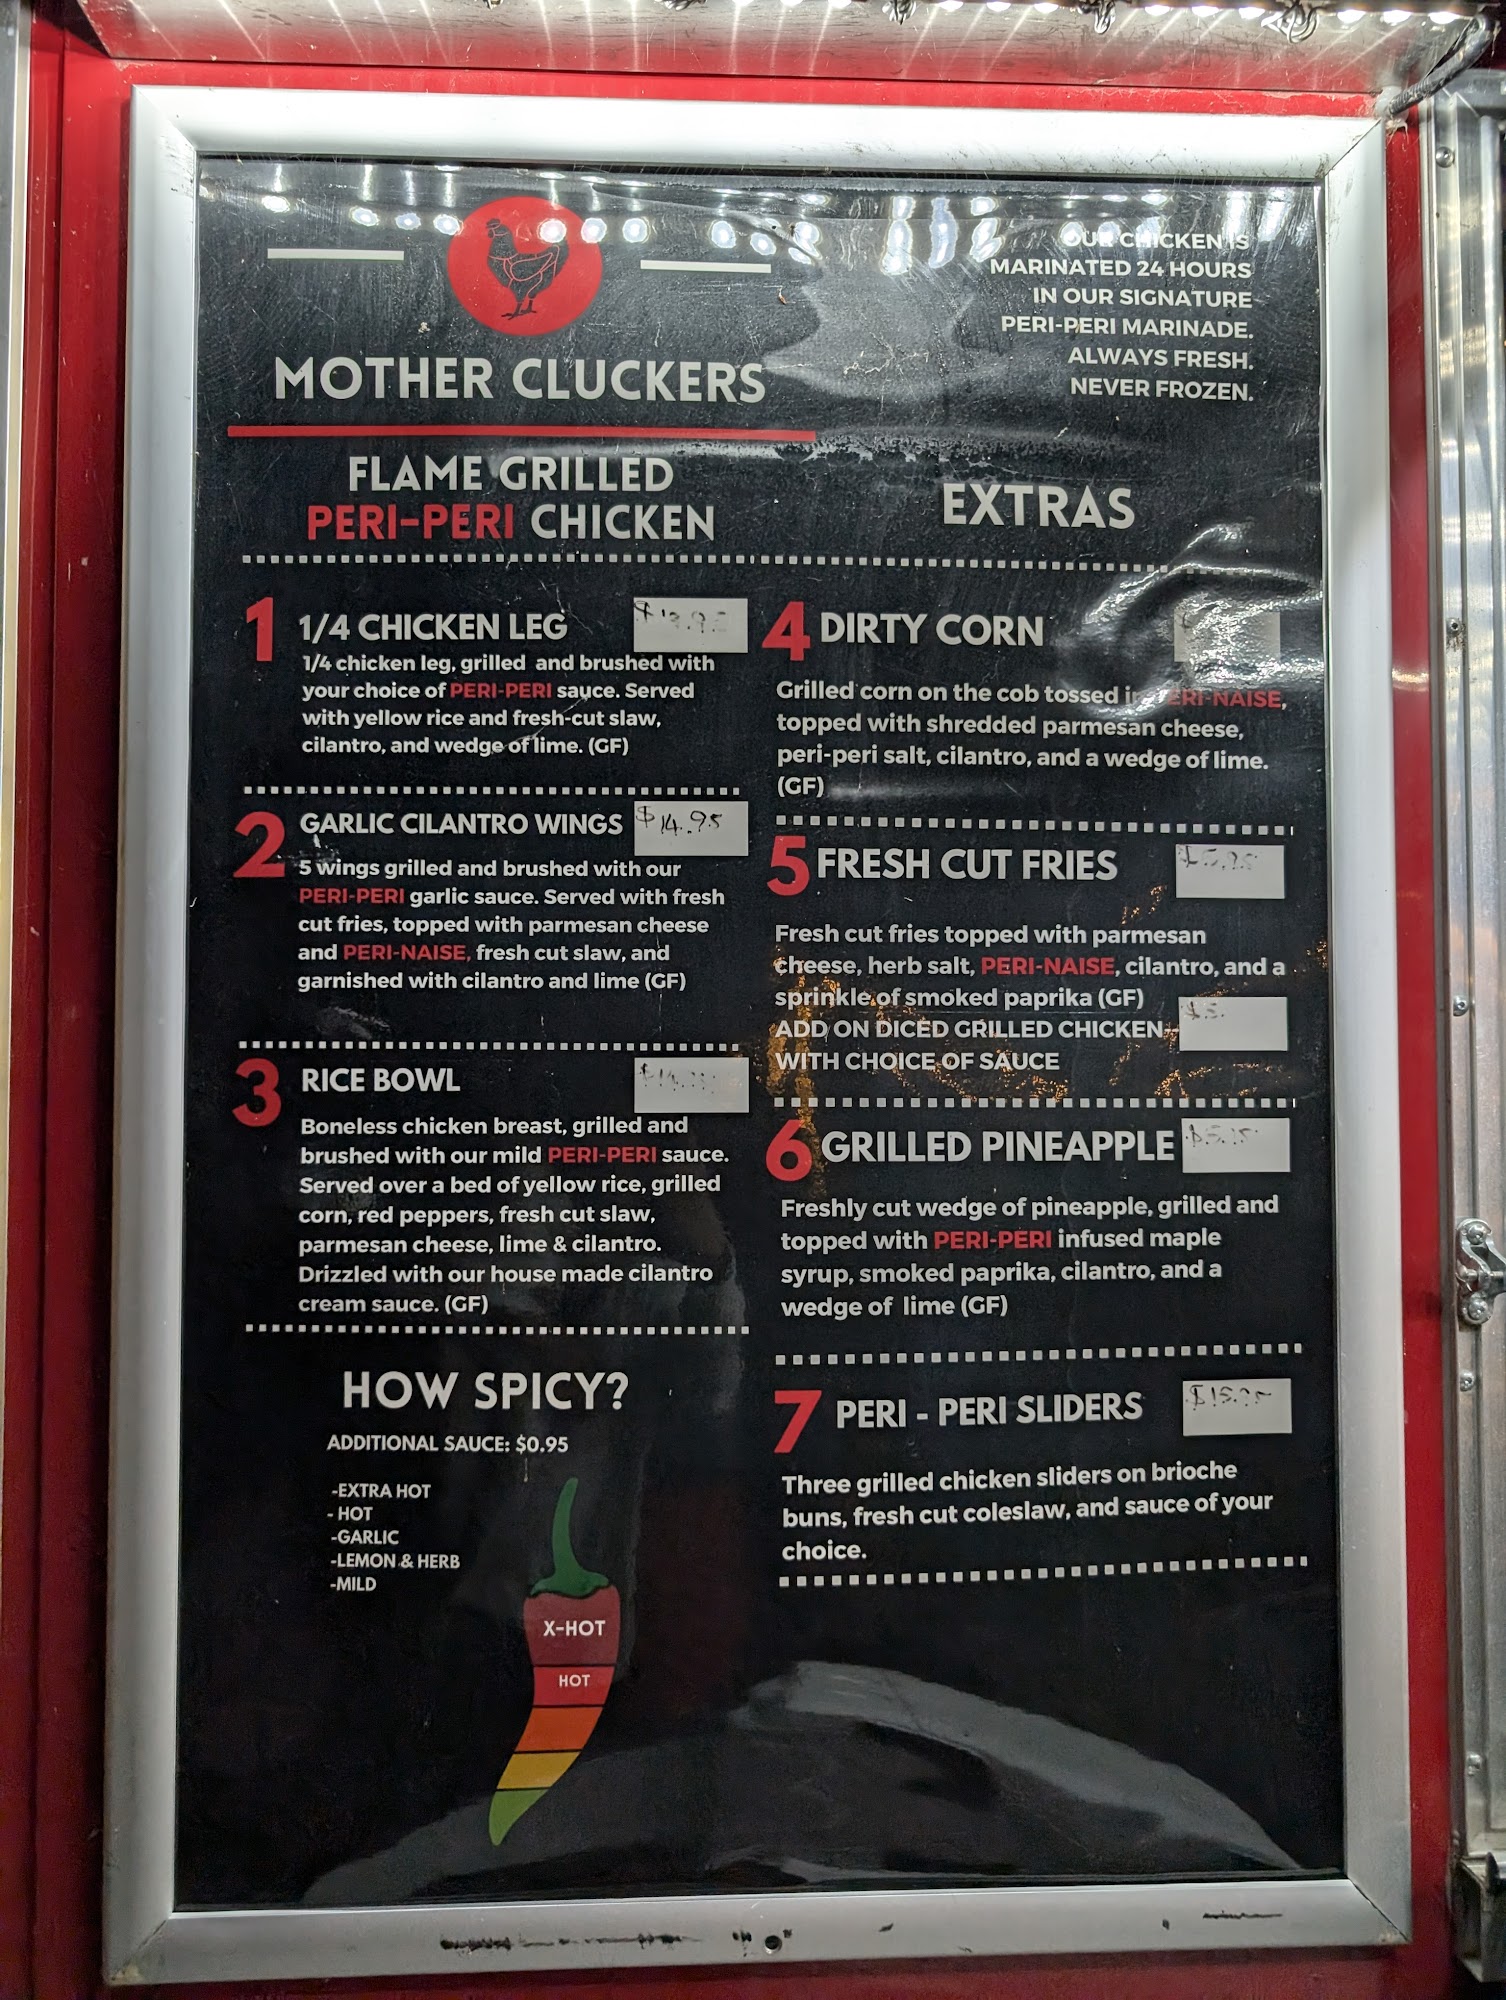 MOTHER CLUCKERS
OUR CHICKEN IS
MARINATED 24 HOURS
IN OUR SIGNATURE
PERI-PERI MARINADE.
ALWAYS FRESH.
NEVER FROZEN.
FLAME GRILLED
PERI-PERI CHICKEN
1 1/4 CHICKEN LEG
1/4 chicken leg, grilled and brushed with
your choice of PERI-PERI sauce. Served
with yellow rice and fresh-cut slaw,
cilantro, and wedge of lime. (GF)
2 GARLIC CILANTRO WINGS $14.95
5 wings grilled and brushed with our
PERI-PERI garlic sauce. Served with fresh
cut fries, topped with parmesan cheese
and PERI-NAISE, fresh cut slaw, and
garnished with cilantro and lime (GF)
3 RICE BOWL
Boneless chicken breast, grilled and
brushed with our mild PERI-PERI sauce.
Served over a bed of yellow rice, grilled
corn, red peppers, fresh cut slaw,
parmesan cheese, lime & cilantro.
Drizzled with our house made cilantro
cream sauce. (GF)
HOW SPICY?
ADDITIONAL SAUCE: $0.95
-EXTRA HOT
- HOT
-GARLIC
-LEMON & HERB
-MILD
X-HOT
HOT
EXTRAS
4 DIRTY CORN
Grilled corn on the cob tossed in PERI-NAISE,
topped with shredded parmesan cheese,
peri-peri salt, cilantro, and a wedge of lime.
(GF)
5 FRESH CUT FRIES
Fresh cut fries topped with parmesan
cheese, herb salt, PERI-NAISE, cilantro, and a
sprinkle of smoked paprika (GF)
ADD ON DICED GRILLED CHICKEN-
WITH CHOICE OF SAUCE
6 GRILLED PINEAPPLE
Freshly cut wedge of pineapple, grilled and
topped with PERI-PERI infused maple
syrup, smoked paprika, cilantro, and a
wedge of lime (GF)
7 PERI - PERI SLIDERS
Three grilled chicken sliders on brioche
buns, fresh cut coleslaw, and sauce of your
choice.